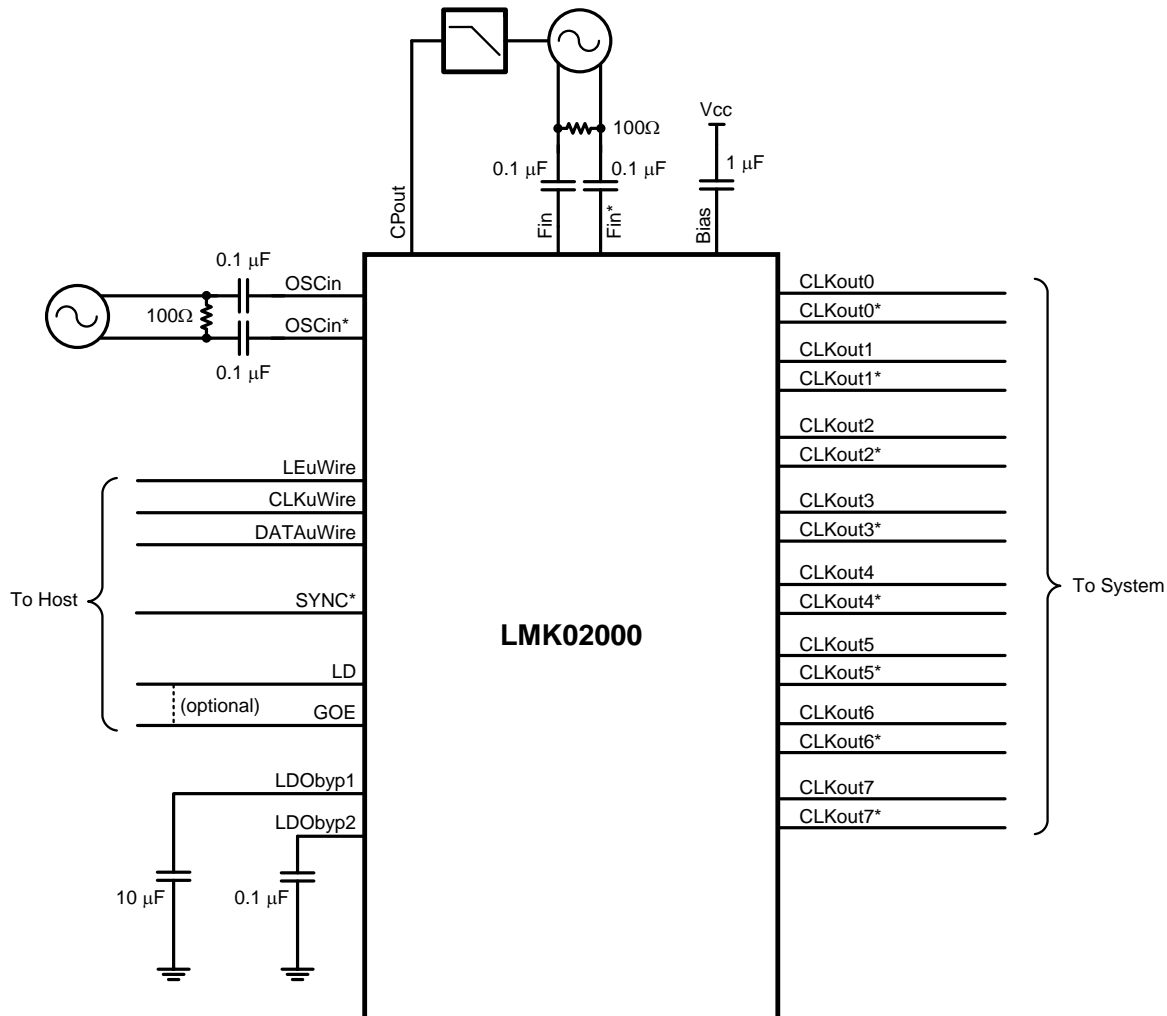 Vcc
100Ω
0.1 µF
0.1 µF
1 µF
CPout
Fin
Fin*
Bias
0.1 µF
OSCin
100Ω
OSCin*
0.1 µF
CLKout0
CLKout0*
CLKout1
CLKout1*
CLKout2
CLKout2*
CLKout3
CLKout3*
CLKout4
CLKout4*
CLKout5
CLKout5*
CLKout6
CLKout6*
CLKout7
CLKout7*
To System
LEuWire
CLKuWire
DATAuWire
To Host
SYNC*
LMK02000
LD
(optional)
GOE
LDObyp1
LDObyp2
10 µF
0.1 µF